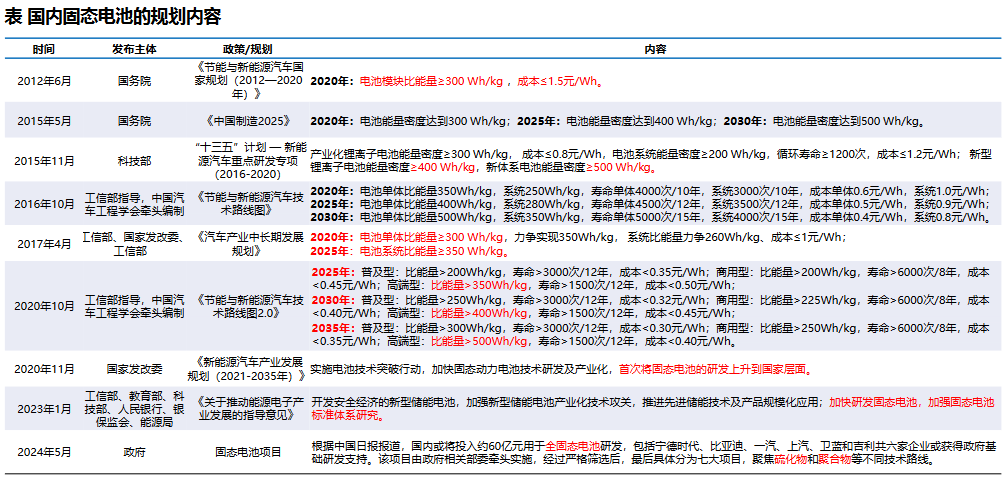 表 国内固态电池的规划内容
时间 发布主体 政策/规划 内容
2012年6月 国务院 《节能与新能源汽车国
家规划（2012—2020
年）》 2020年：电池模块比能量≥300 Wh/kg ，成本≤1.5元/Wh。
2015年5月 国务院 《中国制造2025》 2020年：电池能量密度达到300 Wh/kg；2025年：电池能量密度达到400 Wh/kg；2030年：电池能量密度达到500 Wh/kg。
2015年11月 科技部 “十三五”计划 — 新能
源汽车重点研发专项
（2016-2020） 产业化锂离子电池能量密度≥300 Wh/kg， 成本≤0.8元/Wh，电池系统能量密度≥200 Wh/kg，循环寿命≥1200次，成本≤1.2元/Wh； 新型
锂离子电池能量密度≥400 Wh/kg，新体系电池能量密度≥500 Wh/kg。
2016年10月 工信部指导，中国汽
车工程学会牵头编制 《节能与新能源汽车技
术路线图》 2020年：电池单体比能量350Wh/kg，系统250Wh/kg，寿命单体4000次/10年，系统3000次/10年，成本单体0.6元/Wh，系统1.0元/Wh；
2025年：电池单体比能量400Wh/kg，系统280Wh/kg，寿命单体4500次/12年，系统3500次/12年，成本单体0.5元/Wh，系统0.9元/Wh；
2030年：电池单体比能量500Wh/kg，系统350Wh/kg，寿命单体5000次/15年，系统4000次/15年，成本单体0.4元/Wh，系统0.8元/Wh。
2017年4月 工信部、国家发改委、
工信部 《汽车产业中长期发展
规划》 2020年：电池单体比能量≥300 Wh/kg，力争实现350Wh/kg， 系统比能量力争260Wh/kg、成本≤1元/Wh；
2025年：电池系统比能量≥350 Wh/kg。
2020年10月 工信部指导，中国汽
车工程学会牵头编制 《节能与新能源汽车技
术路线图2.0》 2025年：普及型：比能量>200Wh/kg，寿命>3000次/12年，成本<0.35元/Wh；商用型：比能量>200Wh/kg，寿命>6000次/8年，成本
<0.45元/Wh；高端型：比能量>350Wh/kg，寿命>1500次/12年，成本<0.50元/Wh；
2030年：普及型：比能量>250Wh/kg，寿命>3000次/12年，成本<0.32元/Wh；商用型：比能量>225Wh/kg，寿命>6000次/8年，成本
<0.40元/Wh；高端型：比能量>400Wh/kg，寿命>1500次/12年，成本<0.45元/Wh；
2035年：普及型：比能量>300Wh/kg，寿命>3000次/12年，成本<0.30元/Wh；商用型：比能量>250Wh/kg，寿命>6000次/8年，成本
<0.35元/Wh；高端型：比能量>500Wh/kg，寿命>1500次/12年，成本<0.40元/Wh。
2020年11月 国家发改委 《新能源汽车产业发展
规划（2021-2035年）》 实施电池技术突破行动，加快固态动力电池技术研发及产业化，首次将固态电池的研发上升到国家层面。
2023年1月 工信部、教育部、科
技部、人民银行、银
保监会、能源局 《关于推动能源电子产
业发展的指导意见》 开发安全经济的新型储能电池，加强新型储能电池产业化技术攻关，推进先进储能技术及产品规模化应用；加快研发固态电池，加强固态电池
标准体系研究。
2024年5月 政府 固态电池项目 根据中国日报报道，国内或将投入约60亿元用于全固态电池研发，包括宁德时代、比亚迪、一汽、上汽、卫蓝和吉利共六家企业或获得政府基
础研发支持。该项目由政府相关部委牵头实施，经过严格筛选后，最后具体分为七大项目，聚焦硫化物和聚合物等不同技术路线。